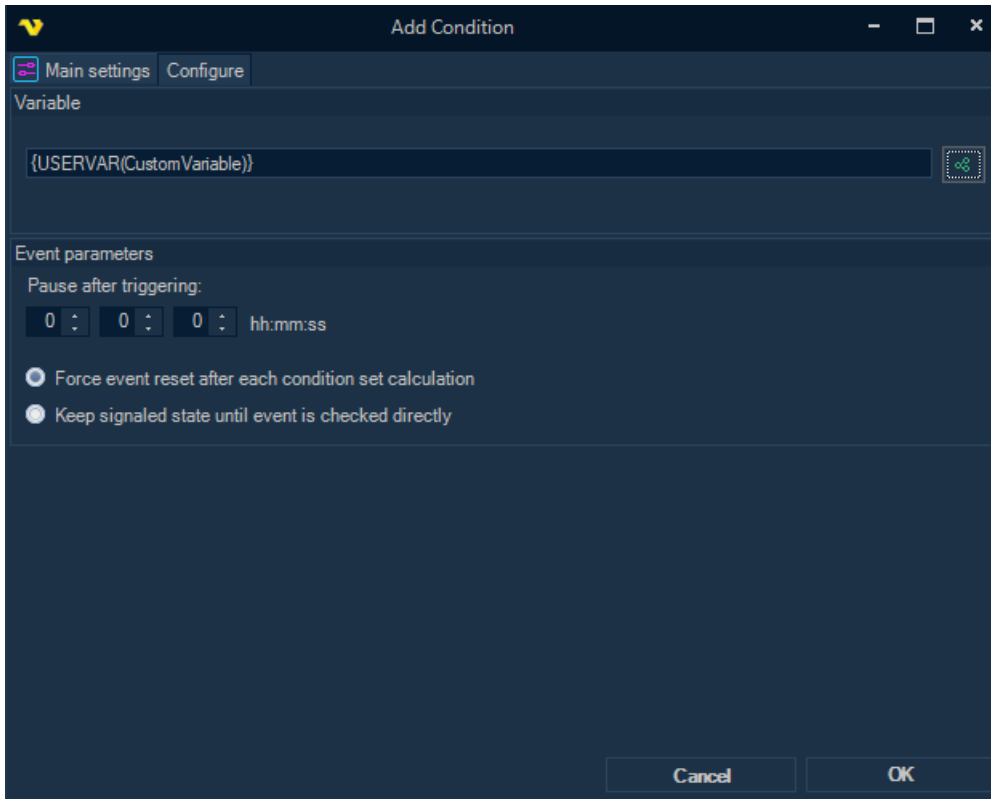 Add Condition
Main settings Configure
Variable
{USERVAR(CustomVariable)}
Event parameters
Pause after triggering:
0 0 0 hh:mm:ss
Force event reset after each condition set calculation
Keep signaled state until event is checked directly
Cancel OK